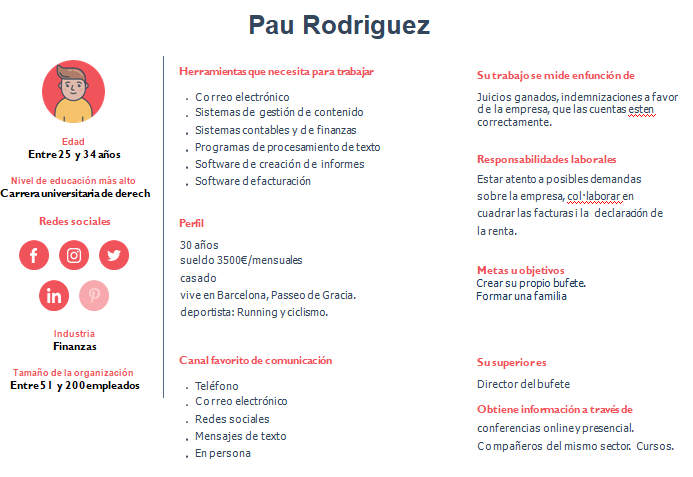 Pau Rodriguez
Edad
Entre 25 y 34 años
Nivel de educación más alto
Carrera universitaria de derech
Redes sociales
Industria
Finanzas
Tamaño de la organización
Entre 51 y 200 empleados
Herramientas que necesita para trabajar
Correo electrónico
Sistemas de gestión de contenido
Sistemas contables y de finanzas
Programas de procesamiento de texto
Software de creación de informes
Software de facturación
Perfil
30 años
sueldo 3500€/mensuales
casado
vive en Barcelona, Passeo de Gracia.
deportista: Running y ciclismo.
Canal favorito de comunicación
Teléfono
Correo electrónico
Redes sociales
Mensajes de texto
En persona
Su trabajo se mide en función de
Juicios ganados, indemnizaciones a favor
de la empresa, que las cuentas esten
correctamente.
Responsabilidades laborales
Estar atento a posibles demandas
sobre la empresa, col·laborar en
cuadrar las facturas i la declaración de
la renta.
Metas u objetivos
Crear su propio bufete.
Formar una familia
Su superiores
Director del bufete
Obtiene información a través de
conferencias online y presencial.
Compañeros del mismo sector. Cursos.